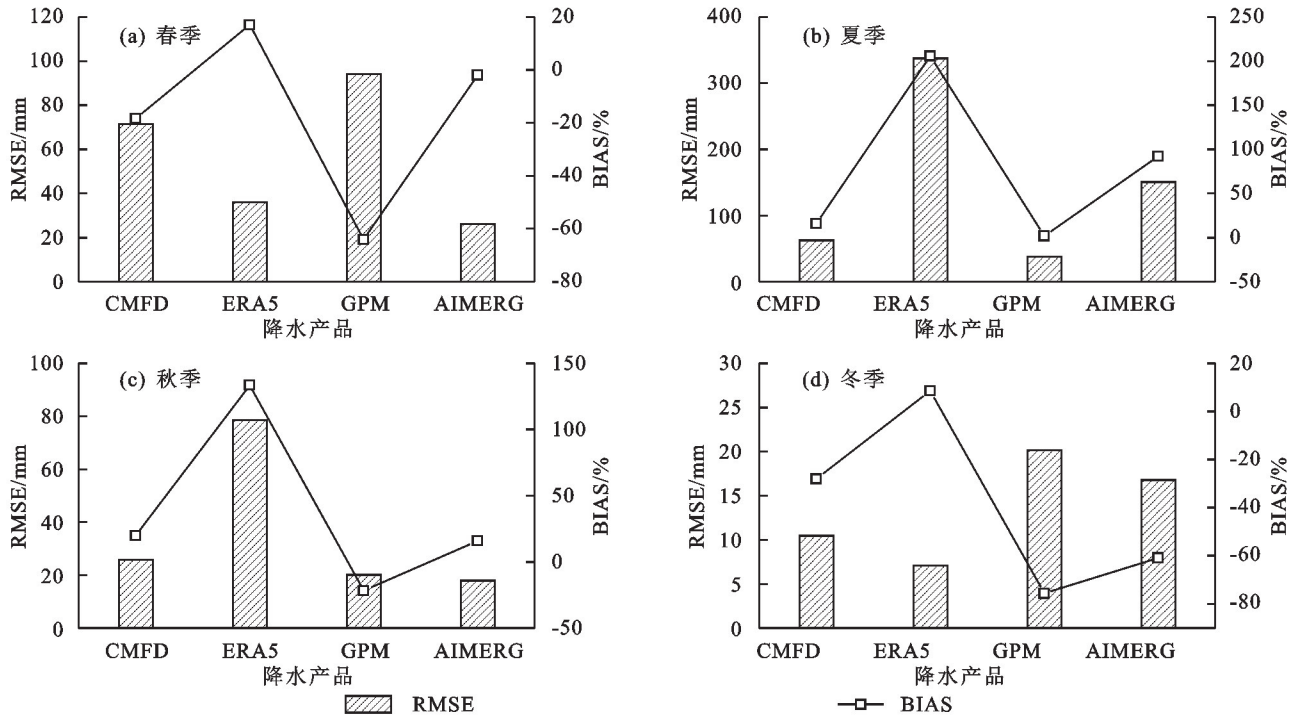 (a) 春季
RMSE/mm
120
100
80
60
40
20
0
BIAS/%
20
0
-20
-40
-60
-80
CMFD ERA5 GPM AIMERG
降水产品
(b) 夏季
RMSE/mm
400
300
200
100
0
BIAS/%
250
200
150
100
50
0
-50
CMFD ERA5 GPM AIMERG
降水产品
(c) 秋季
RMSE/mm
100
80
60
40
20
0
BIAS/%
150
100
50
0
-50
CMFD ERA5 GPM AIMERG
降水产品
(d) 冬季
RMSE/mm
30
25
20
15
10
5
0
BIAS/%
20
0
-20
-40
-60
-80
CMFD ERA5 GPM AIMERG
降水产品
RMSE BIAS